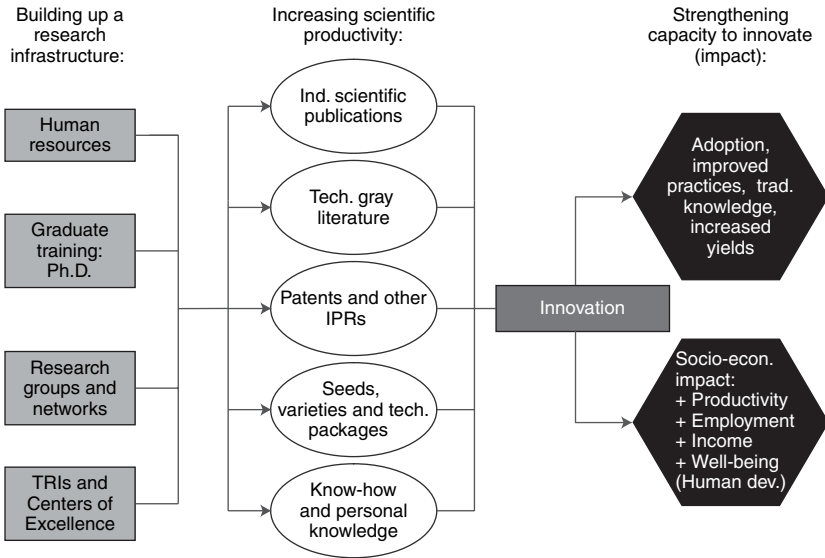 Building up a
research
infrastructure:
Human
resources
Graduate
training:
Ph.D.
Research
groups and
networks
TRIs and
Centers of
Excellence
Increasing scientific
productivity:
Ind. scientific
publications
Tech. gray
literature
Patents and other
IPRs
Seeds,
varieties and tech.
packages
Know-how
and personal
knowledge
Innovation
Strengthening
capacity to innovate
(impact):
Adoption,
improved
practices, trad.
knowledge,
increased
yields
Socio-econ.
impact:
+ Productivity
+ Employment
+ Income
+ Well-being
(Human dev.)